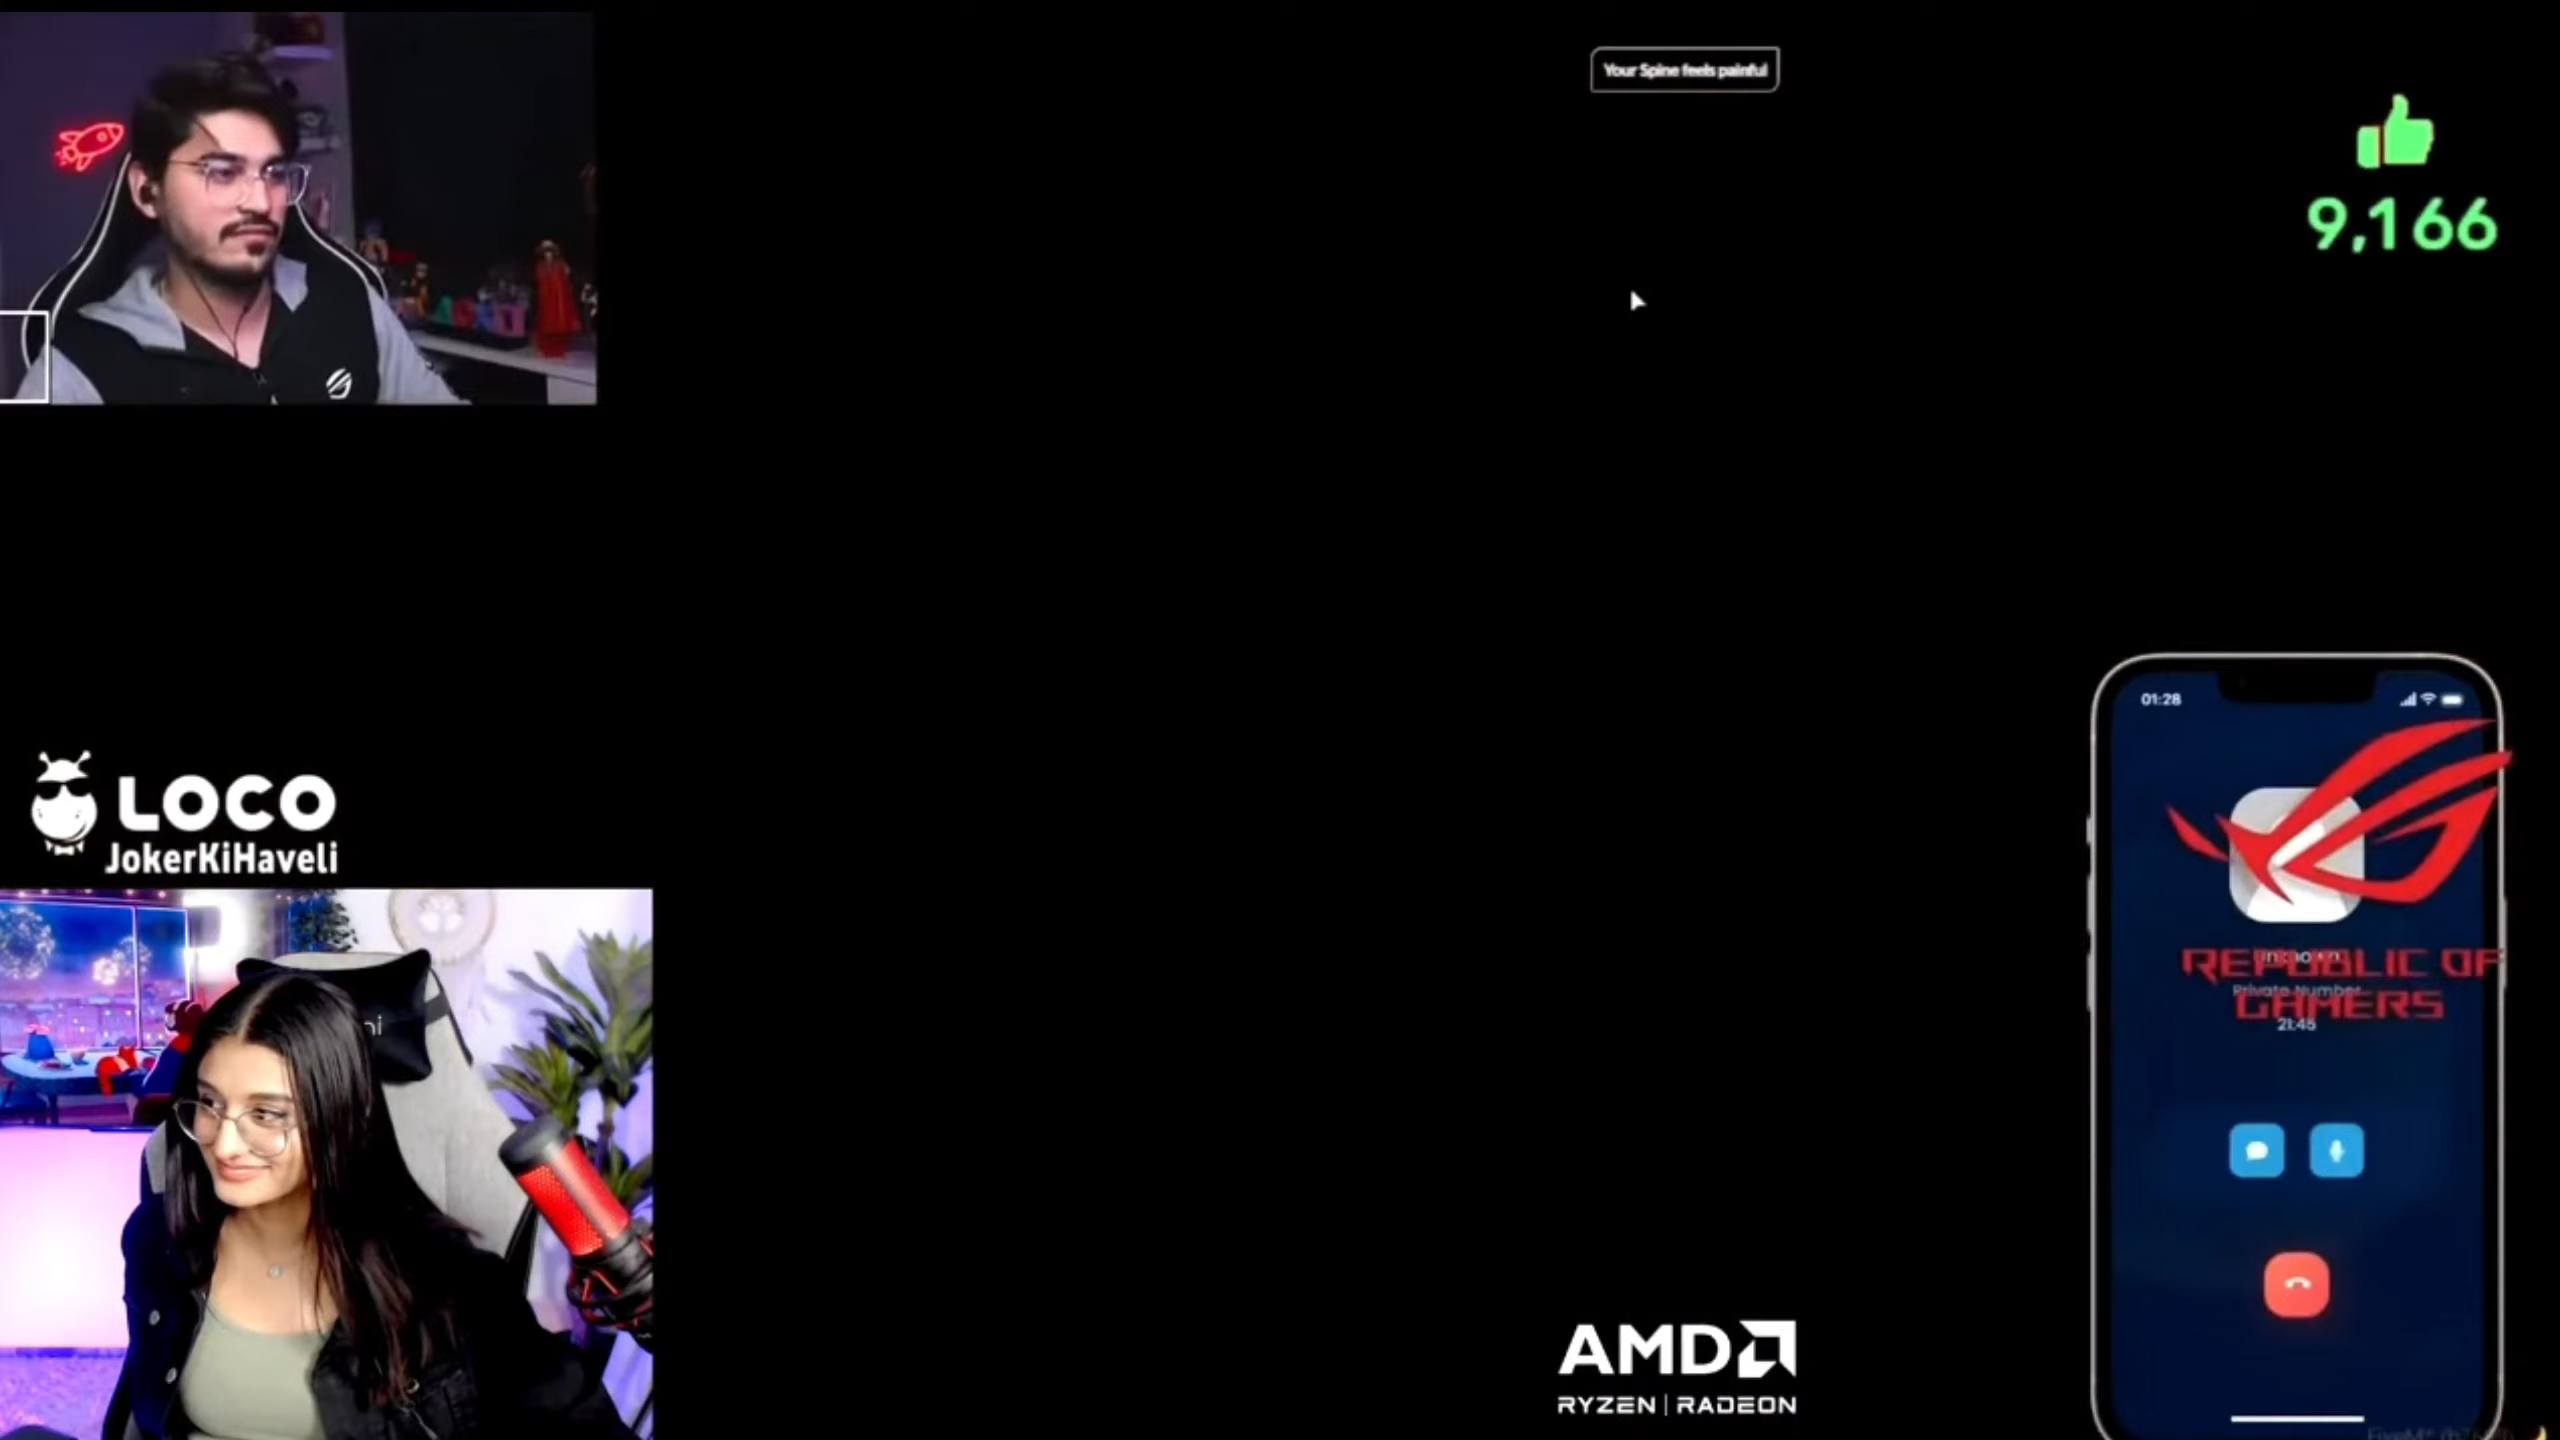 Your Spine feels painful
9,166
LOCO
JokerKiHaveli
01:28
REPUBLIC OF
Private Number
GAMERS
21:45
AMD
RYZEN | RADEON